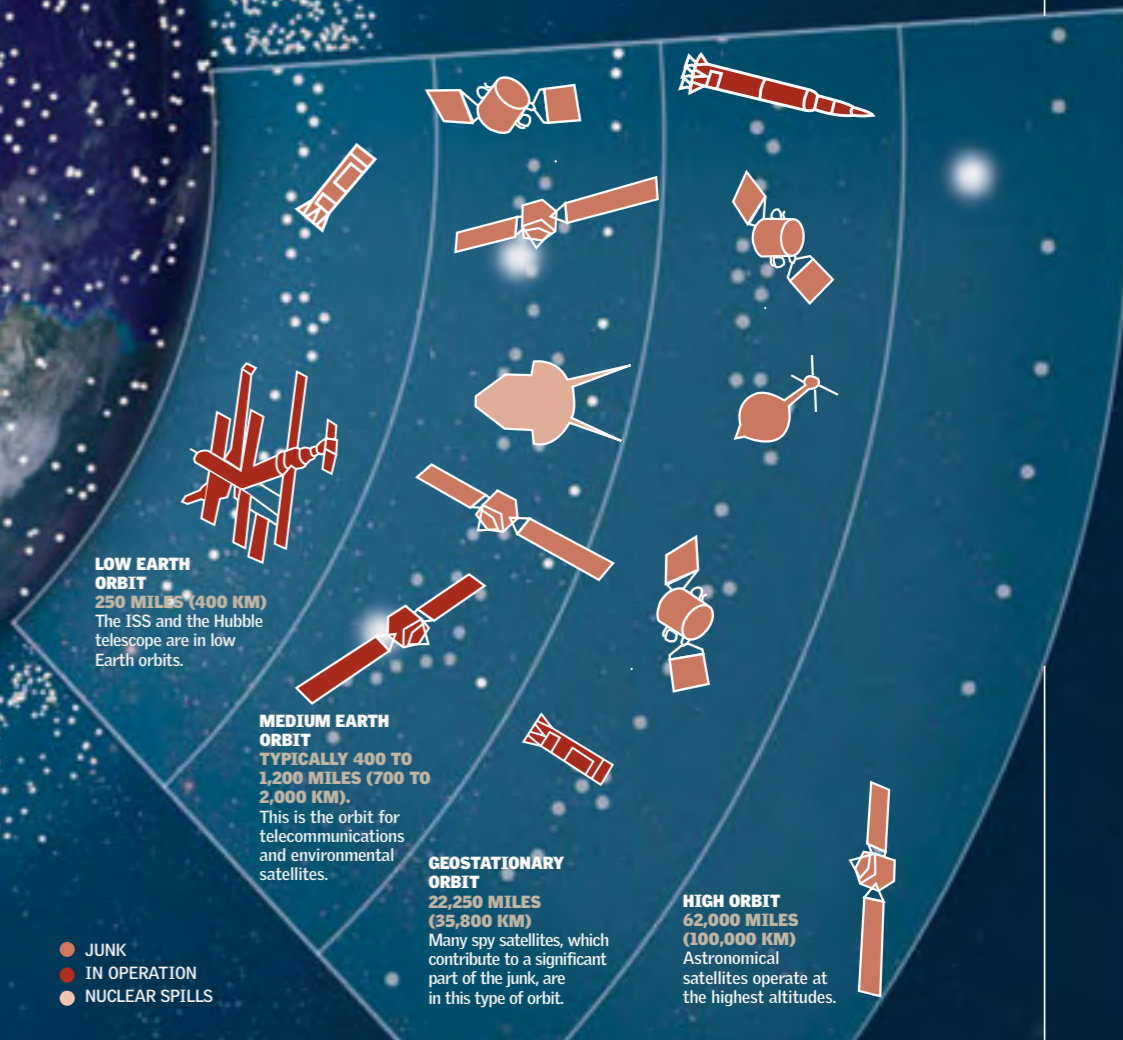 LOW EARTH
ORBIT
250 MILES (400 KM)
The ISS and the Hubble
telescope are in low
Earth orbits.
MEDIUM EARTH
ORBIT
TYPICALLY 400 TO
1,200 MILES (700 TO
2,000 KM).
This is the orbit for
telecommunications
and environmental
satellites.
GEOSTATIONARY
ORBIT
22,250 MILES
(35,800 KM)
Many spy satellites, which
contribute to a significant
part of the junk, are
in this type of orbit.
HIGH ORBIT
62,000 MILES
(100,000 KM)
Astronomical
satellites operate at
the highest altitudes.
JUNK
IN OPERATION
NUCLEAR SPILLS